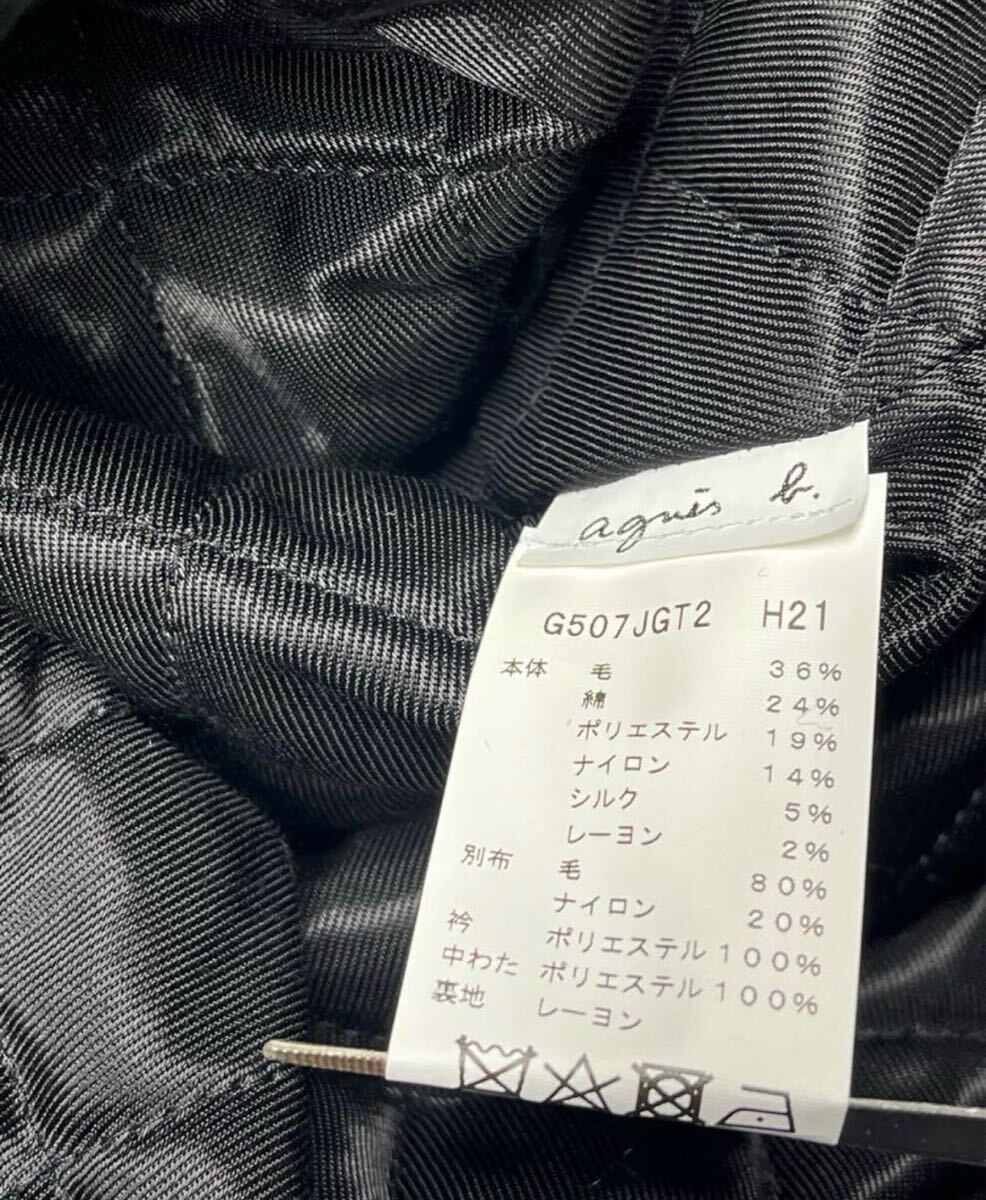 agnès b.
G507JGT2 H21
本体 毛 36%
綿 24%
ポリエステル 19%
ナイロン 14%
シルク 5%
レーヨン 2%
別布 毛 80%
ナイロン 20%
衿 ポリエステル 100%
中わた ポリエステル 100%
裏地 レーヨン